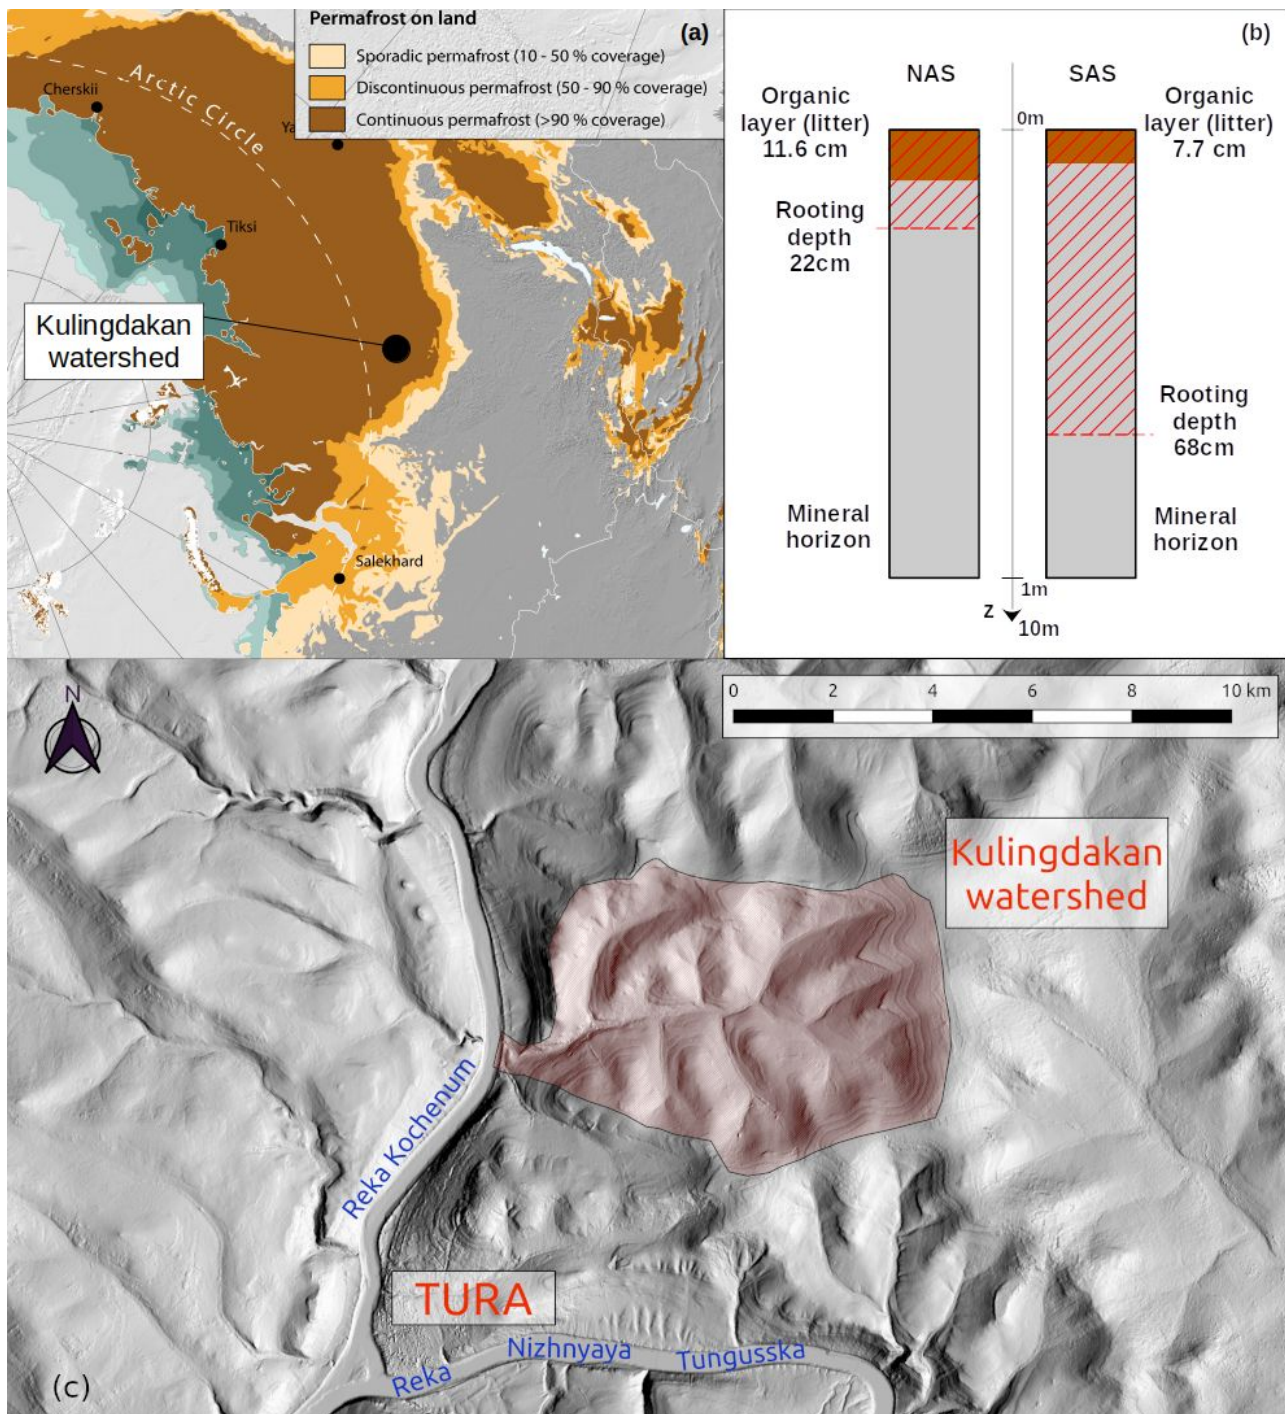 Permafrost on land
(a)
Sporadic permafrost (10 - 50 % coverage)
Discontinuous permafrost (50 - 90 % coverage)
Continuous permafrost (>90 % coverage)
Cherskii
Arctic Circle
Ya
Tiksi
Kulingdakan
watershed
Salekhard
(b)
NAS
SAS
Organic
layer (litter)
11.6 cm
0m
Organic
layer (litter)
7.7 cm
Rooting
depth
22cm
Rooting
depth
68cm
Mineral
horizon
Mineral
horizon
1m
z
10m
N
0 2 4 6 8 10 km
Kulingdakan
watershed
Reka Kochenum
TURA
Reka Nizhnyaya Tungusska
(c)